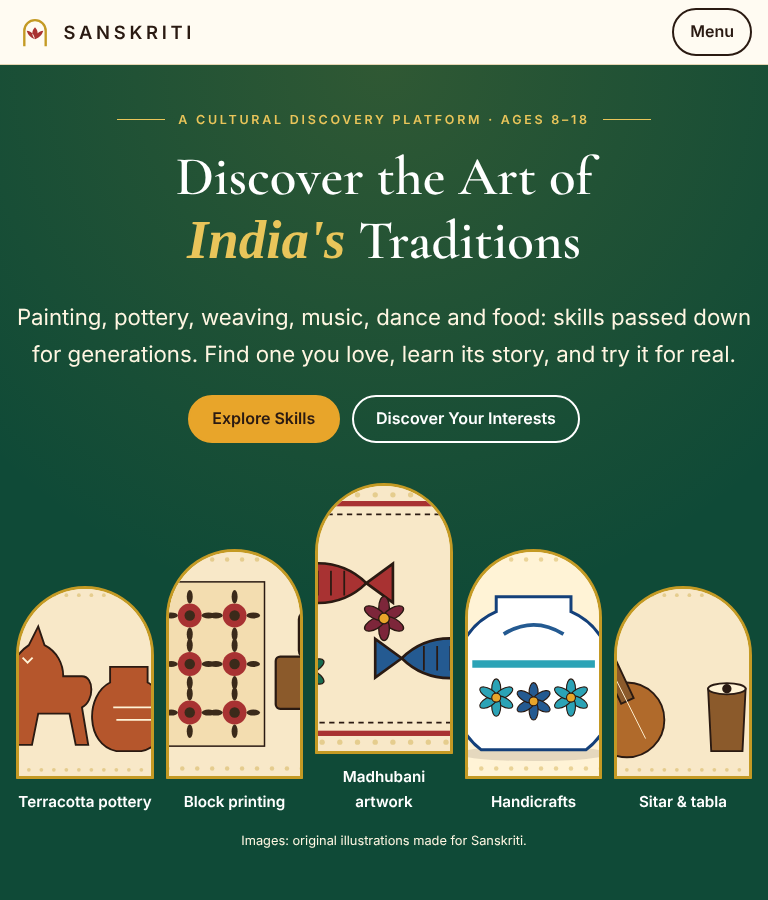 SANSKRITI
Menu
A CULTURAL DISCOVERY PLATFORM · AGES 8–18
Discover the Art of
India's Traditions
Painting, pottery, weaving, music, dance and food: skills passed down
for generations. Find one you love, learn its story, and try it for real.
Explore Skills
Discover Your Interests
Terracotta pottery
Block printing
Madhubani
artwork
Handicrafts
Sitar & tabla
Images: original illustrations made for Sanskriti.